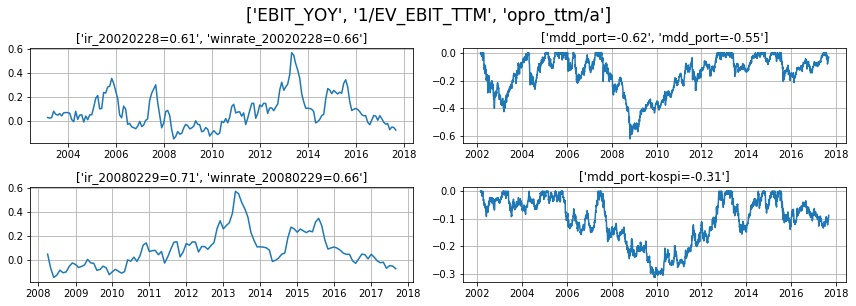 ['EBIT_YOY', '1/EV_EBIT_TTM', 'opro_ttm/a']
['ir_20020228=0.61', 'winrate_20020228=0.66']
0.6
0.4
0.2
0.0
2004 2006 2008 2010 2012 2014 2016 2018
['mdd_port=-0.62', 'mdd_port=-0.55']
0.0
−0.2
−0.4
−0.6
2002 2004 2006 2008 2010 2012 2014 2016 2018
['ir_20080229=0.71', 'winrate_20080229=0.66']
0.6
0.4
0.2
0.0
2008 2009 2010 2011 2012 2013 2014 2015 2016 2017 2018
['mdd_port-kospi=-0.31']
0.0
−0.1
−0.2
−0.3
2002 2004 2006 2008 2010 2012 2014 2016 2018